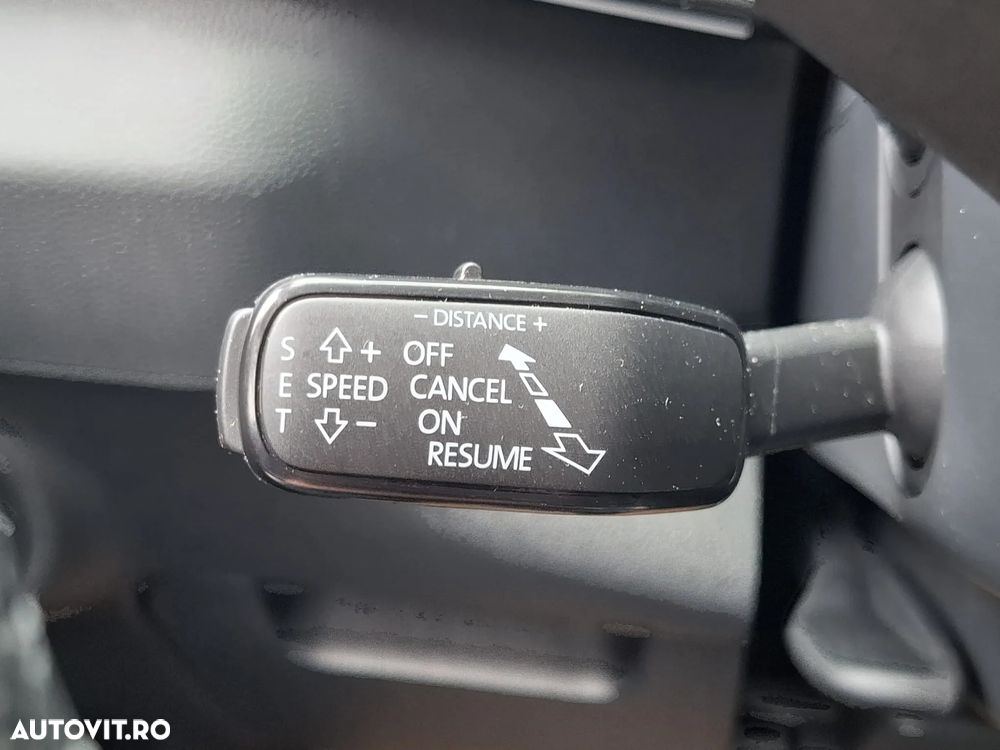 – DISTANCE +
S + OFF
E SPEED CANCEL
T – ON
RESUME
AUTOVIT.RO